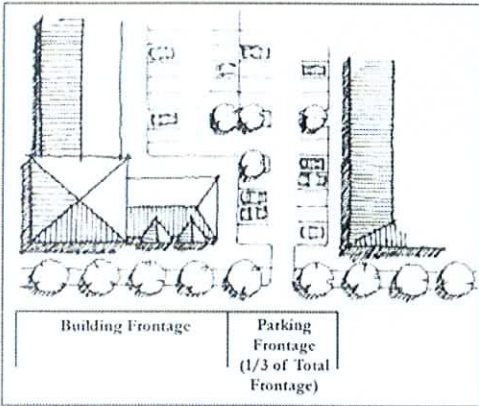 Building Frontage
Parking
Frontage
(1/3 of Total
Frontage)